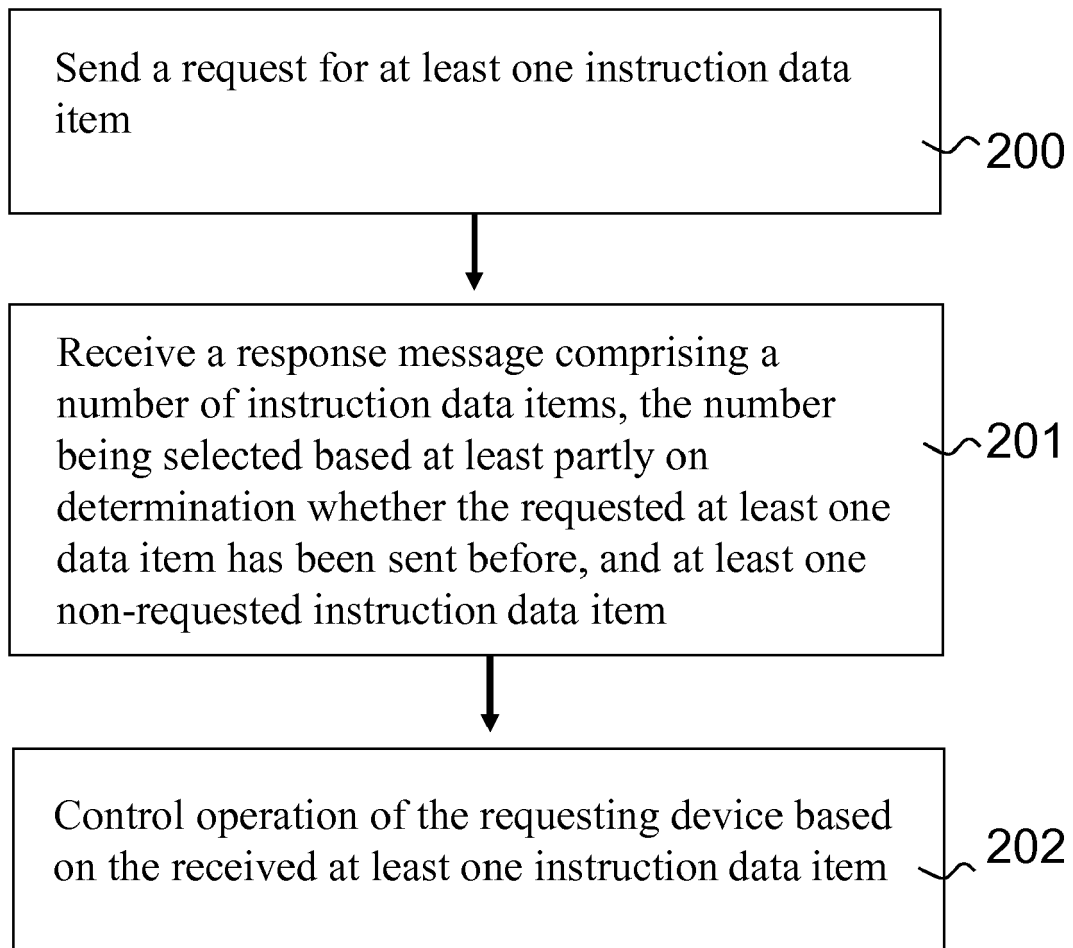 Send a request for at least one instruction data
item
200
Receive a response message comprising a
number of instruction data items, the number
being selected based at least partly on
determination whether the requested at least one
data item has been sent before, and at least one
non-requested instruction data item
201
Control operation of the requesting device based
on the received at least one instruction data item
202